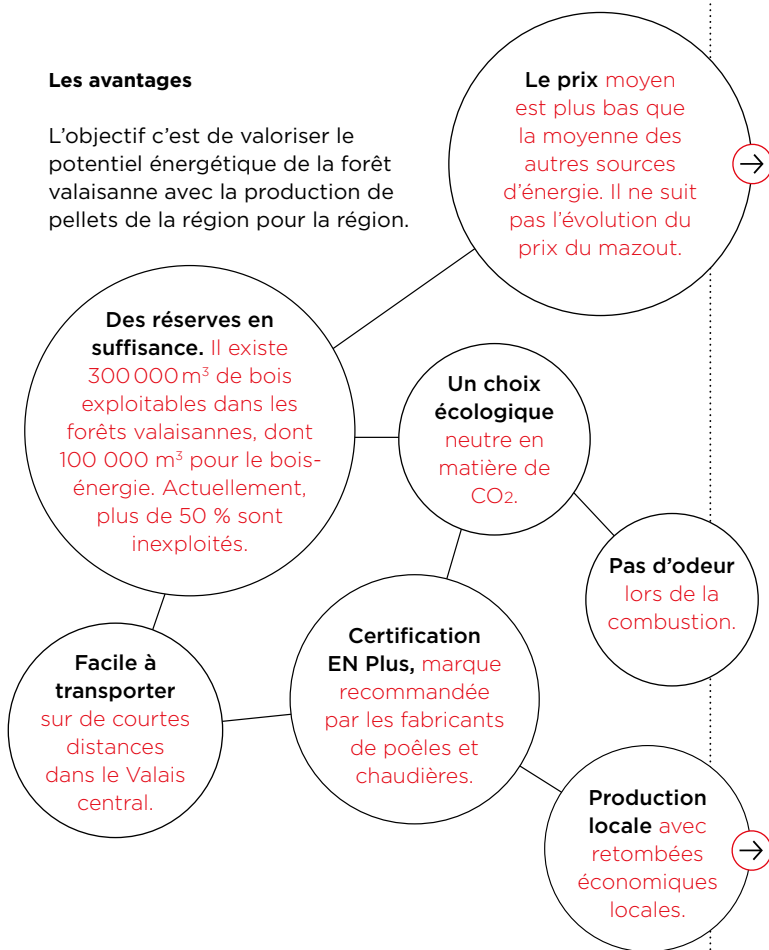 Les avantages
L'objectif c'est de valoriser le
potentiel énergétique de la forêt
valaisanne avec la production de
pellets de la région pour la région.
Le prix moyen
est plus bas que
la moyenne des
autres sources
d'énergie. Il ne suit
pas l'évolution du
prix du mazout.
Des réserves en
suffisance. Il existe
300 000 m³ de bois
exploitables dans les
forêts valaisannes, dont
100 000 m³ pour le bois-
énergie. Actuellement,
plus de 50 % sont
inexploités.
Un choix
écologique
neutre en
matière de
CO2.
Pas d'odeur
lors de la
combustion.
Facile à
transporter
sur de courtes
distances
dans le Valais
central.
Certification
EN Plus, marque
recommandée
par les fabricants
de poêles et
chaudières.
Production
locale avec
retombées
économiques
locales.